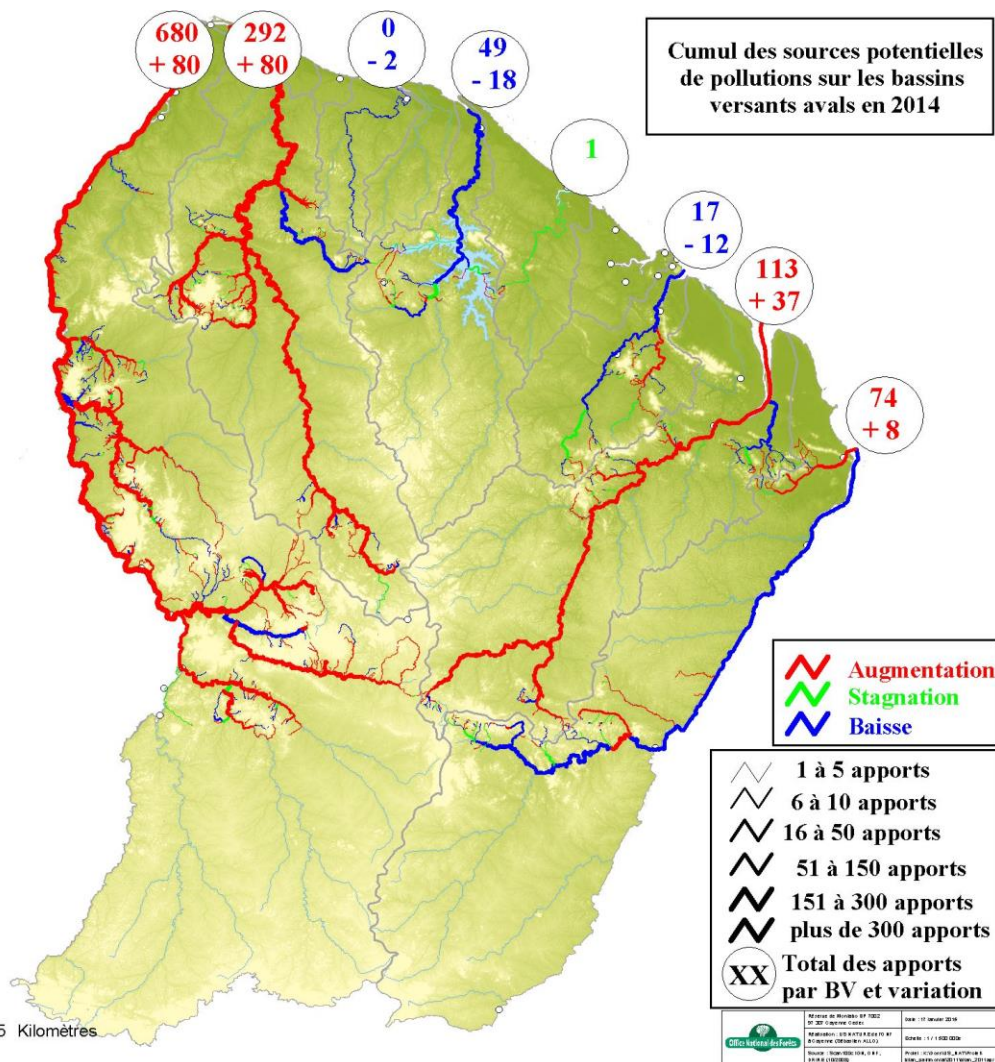 680
+ 80
292
+ 80
0
- 2
49
- 18
Cumul des sources potentielles
de pollutions sur les bassins
versants avals en 2014
1
17
- 12
113
+ 37
74
+ 8
Augmentation
Stagnation
Baisse
1 à 5 apports
6 à 10 apports
16 à 50 apports
51 à 150 apports
151 à 300 apports
plus de 300 apports
XX
Total des apports
par BV et variation
5 Kilomètres
Office National des Forêts